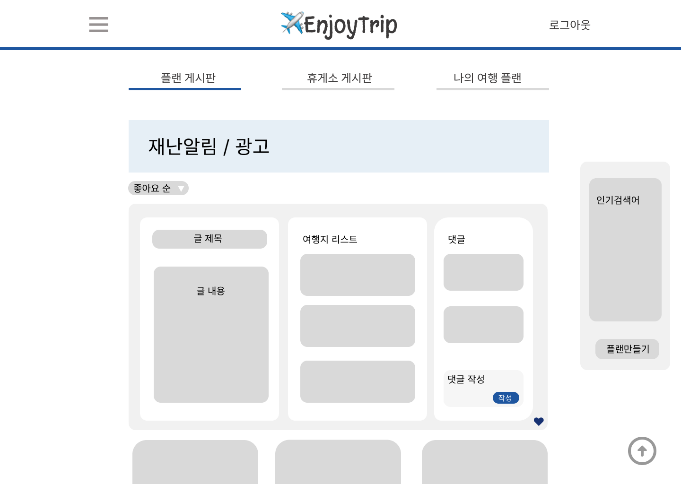 EnjoyTrip
로그아웃
플랜 게시판
휴게소 게시판
나의 여행 플랜
재난알림 / 광고
좋아요 순
인기검색어
글 제목
여행지 리스트
댓글
글 내용
플랜만들기
댓글 작성
작성